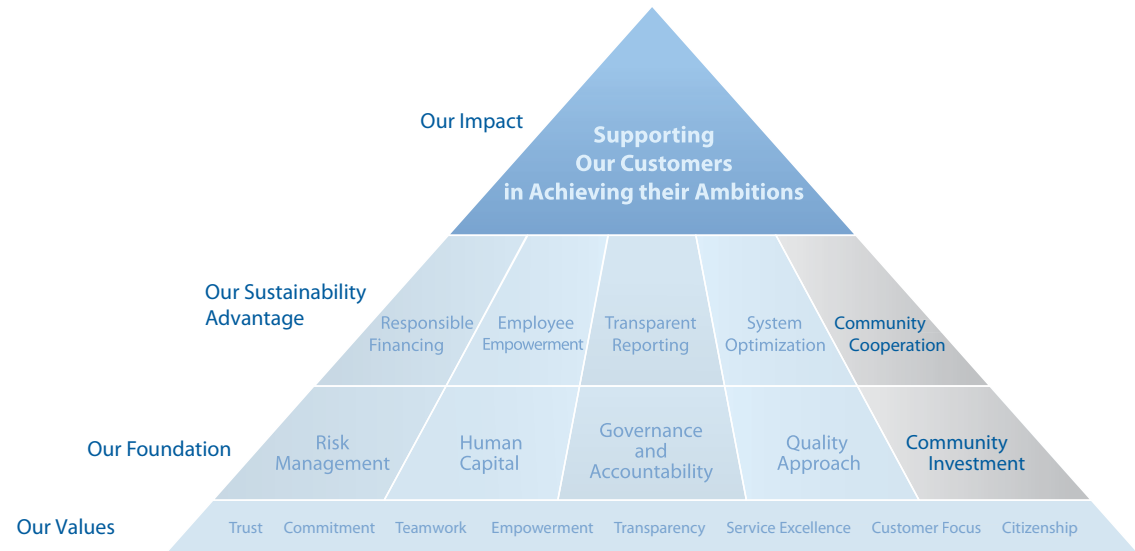 Our Impact
Supporting
Our Customers
in Achieving their Ambitions
Our Sustainability
Advantage
Responsible
Financing
Employee
Empowerment
Transparent
Reporting
System
Optimization
Community
Cooperation
Our Foundation
Risk
Management
Human
Capital
Governance
and
Accountability
Quality
Approach
Community
Investment
Our Values
Trust
Commitment
Teamwork
Empowerment
Transparency
Service Excellence
Customer Focus
Citizenship